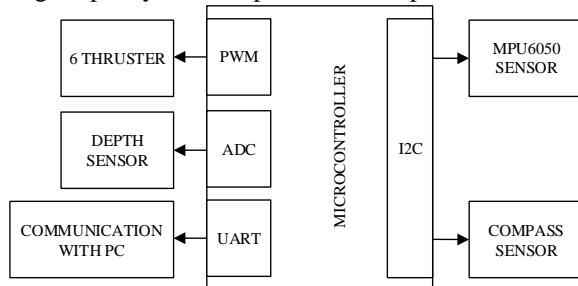 6 THRUSTER
PWM
DEPTH
SENSOR
ADC
COMMUNICATION
WITH PC
UART
MICROCONTROLLER
I2C
MPU6050
SENSOR
COMPASS
SENSOR